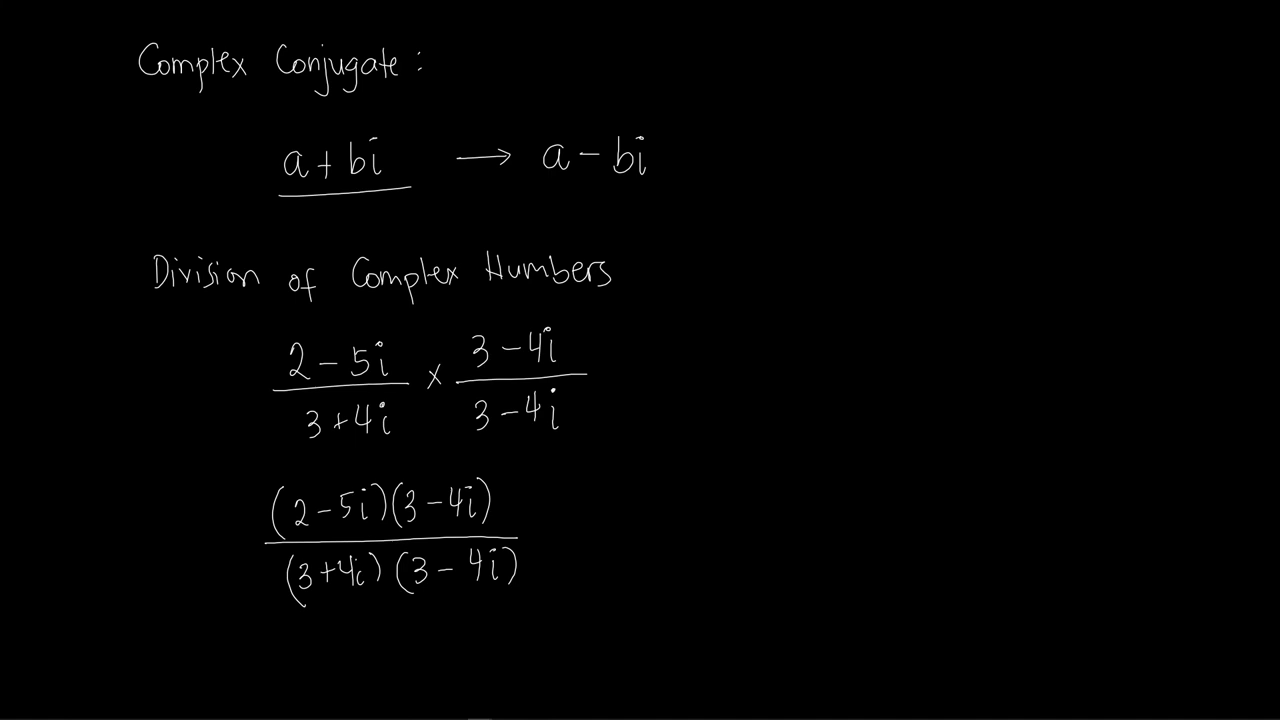 Complex Conjugate:
a + bi → a - bi
Division of Complex Numbers
2 - 5i / 3 + 4i × 3 - 4i / 3 - 4i
(2 - 5i)(3 - 4i) / (3 + 4i)(3 - 4i)